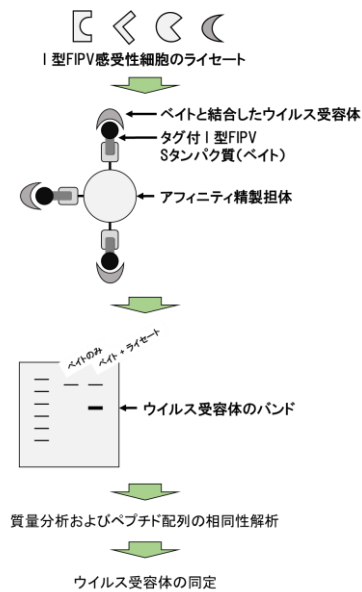 I型FIPV感受性細胞のライセート
ベイトと結合したウイルス受容体
タグ付I型FIPV
Sタンパク質(ベイト)
アフィニティ精製担体
ベイトのみ
ベイト + ライセート
ウイルス受容体のバンド
質量分析およびペプチド配列の相同性解析
ウイルス受容体の同定